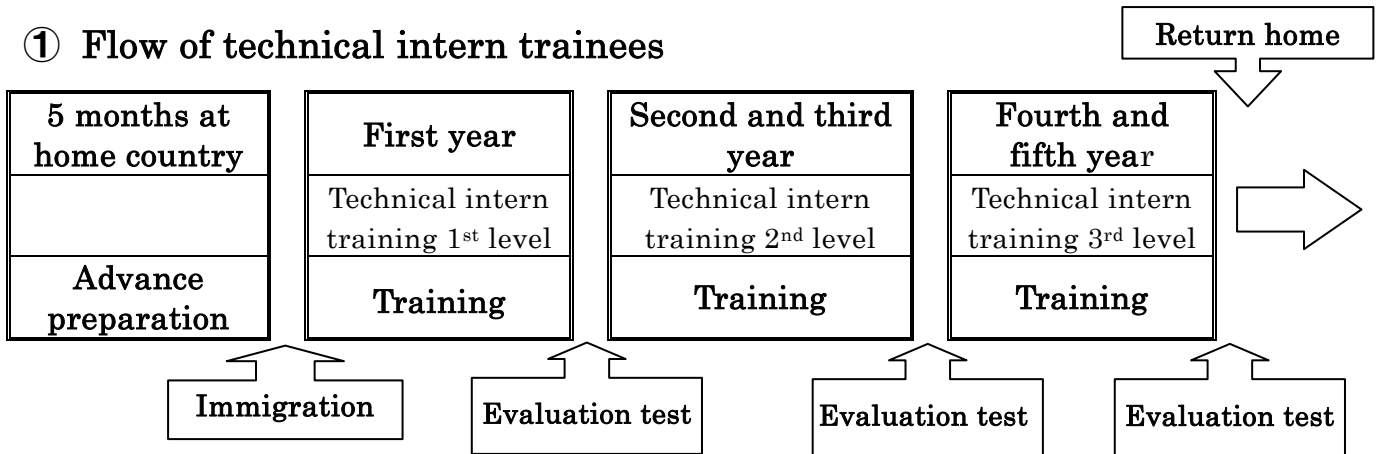 ① Flow of technical intern trainees
Return home
5 months at
home country
Advance
preparation
First year
Technical intern
training 1st level
Training
Second and third
year
Technical intern
training 2nd level
Training
Fourth and
fifth year
Technical intern
training 3rd level
Training
Immigration
Evaluation test
Evaluation test
Evaluation test